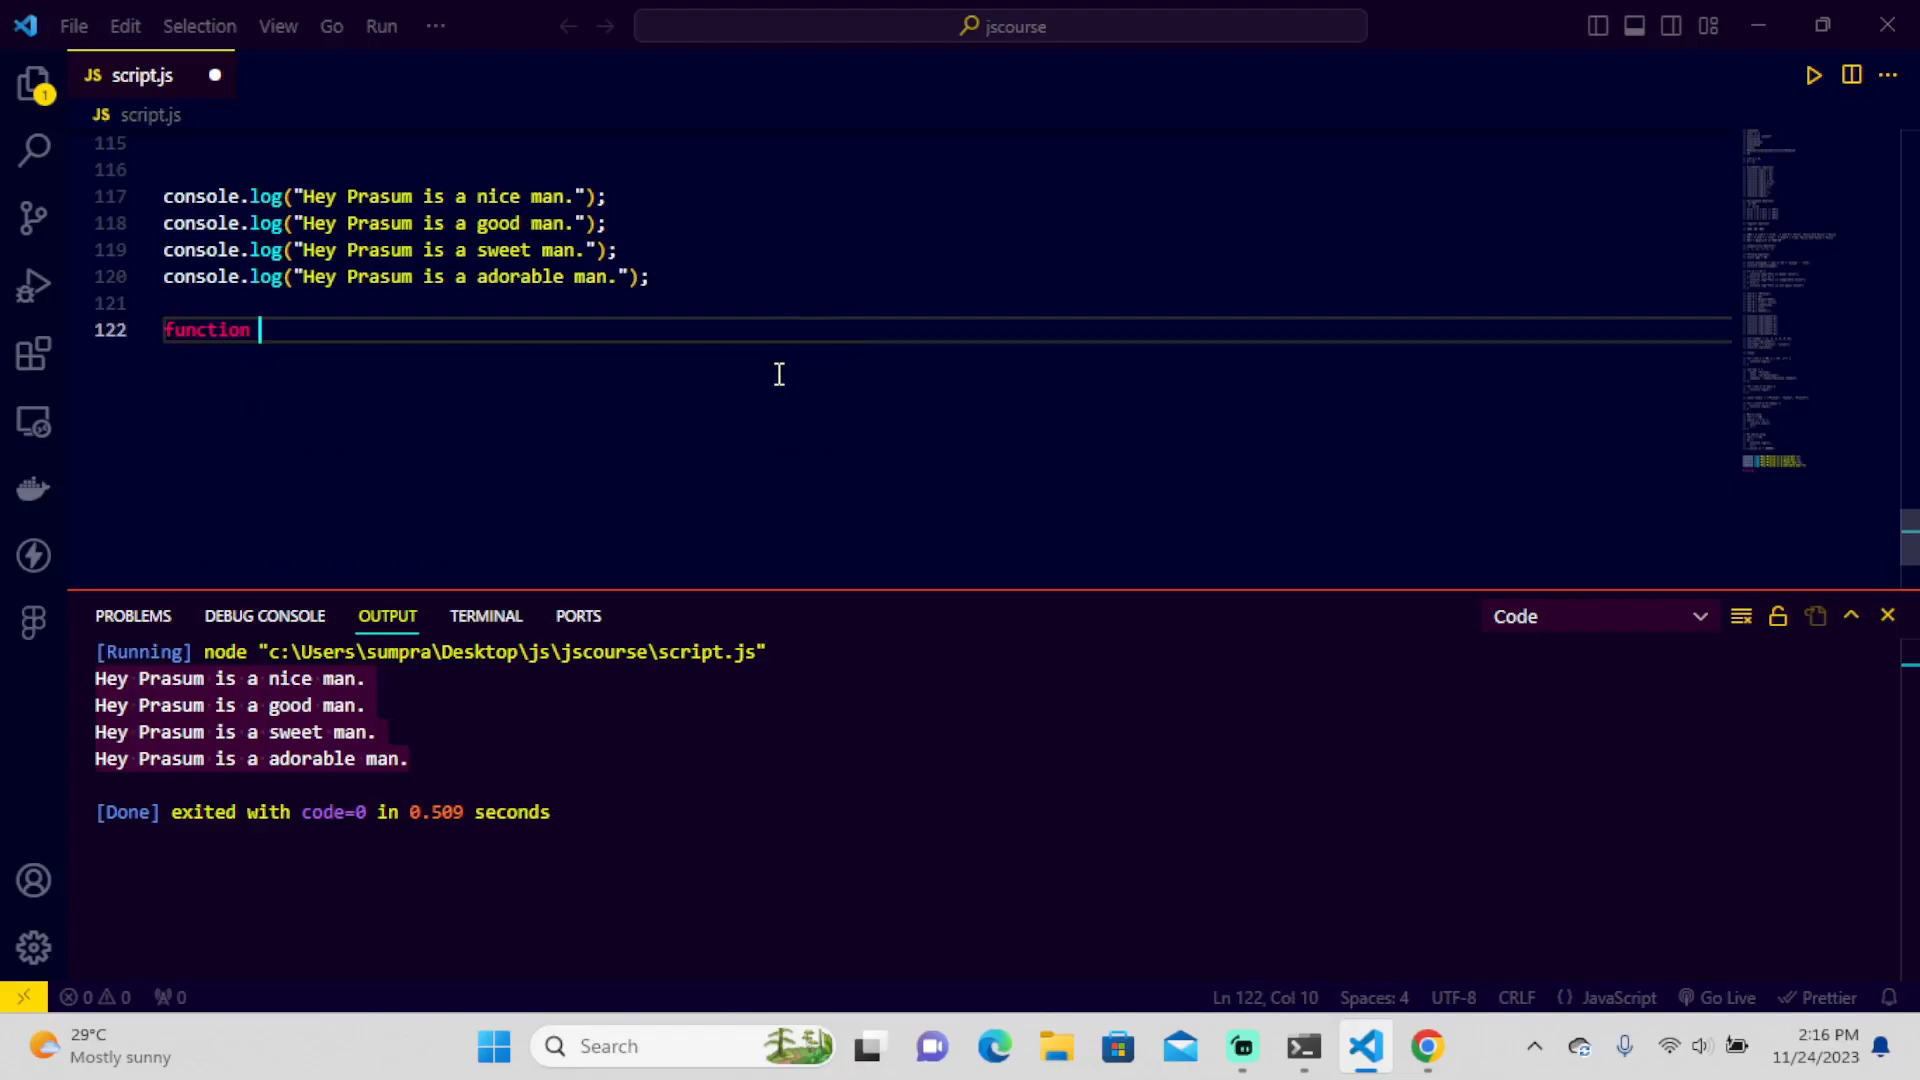 File Edit Selection View Go Run ··· jscourse
JS script.js
JS script.js
115
116
117 console.log("Hey Prasum is a nice man.");
118 console.log("Hey Prasum is a good man.");
119 console.log("Hey Prasum is a sweet man.");
120 console.log("Hey Prasum is a adorable man.");
121
122 function
PROBLEMS DEBUG CONSOLE OUTPUT TERMINAL PORTS Code
[Running] node "c:\Users\sumpra\Desktop\js\jscourse\script.js"
Hey Prasum is a nice man.
Hey Prasum is a good man.
Hey Prasum is a sweet man.
Hey Prasum is a adorable man.
[Done] exited with code=0 in 0.509 seconds
1
0 0 0 Ln 122, Col 10 Spaces: 4 UTF-8 CRLF {} JavaScript Go Live Prettier
29°C
Mostly sunny
Search
2:16 PM
11/24/2023